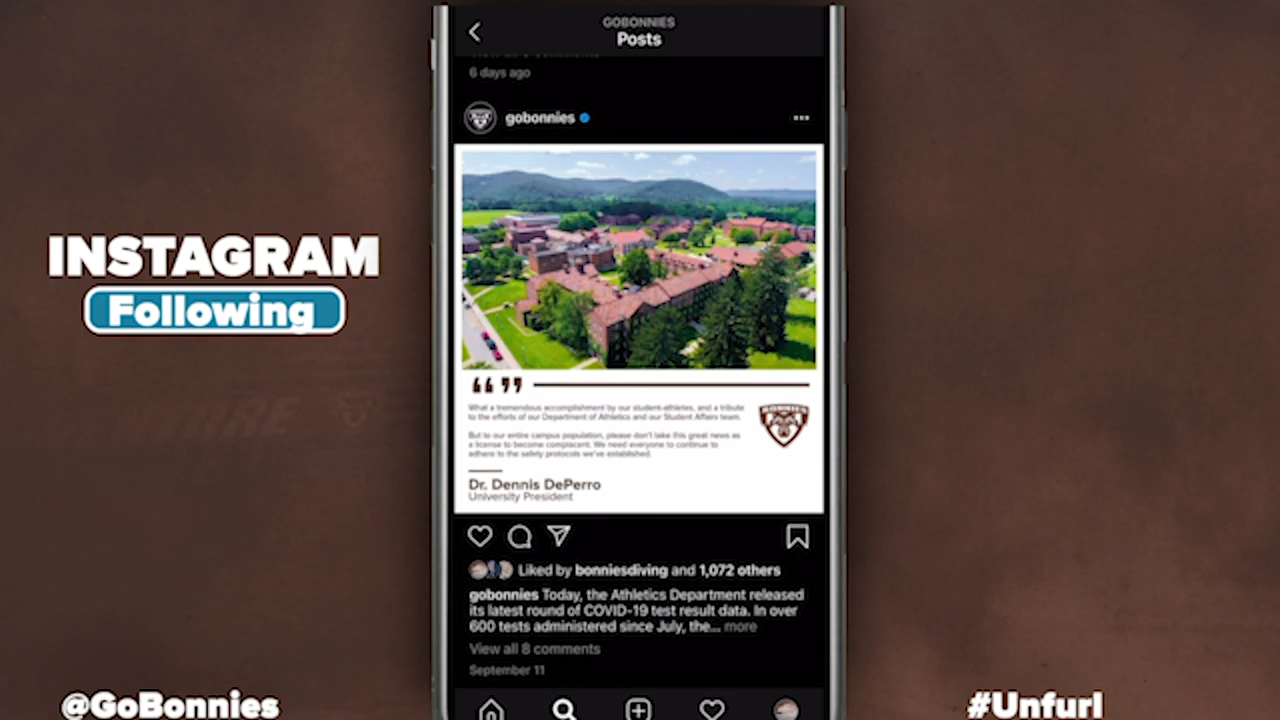 GOBONNIES
Posts
6 days ago
gobonnies
INSTAGRAM
Following
What a tremendous accomplishment by our student-athletes, and a tribute
to the efforts of our Department of Athletics and our Student Affairs team.
But to our entire campus population, please don't take this great news as
a license to become complacent. We need everyone to continue to
adhere to the safety protocols we've established.
BONNIES
Dr. Dennis DePerro
University President
Liked by bonniesdiving and 1,072 others
gobonnies Today, the Athletics Department released
its latest round of COVID-19 test result data. In over
600 tests administered since July, the... more
View all 8 comments
September 11
@GoBonnies
#Unfurl